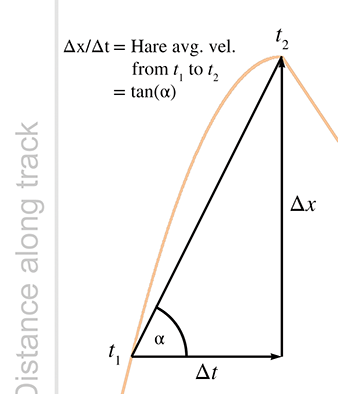 t₂
Δx/Δt = Hare avg. vel.
from t₁ to t₂
= tan(α)
Distance along track
Δx
α
t₁
Δt